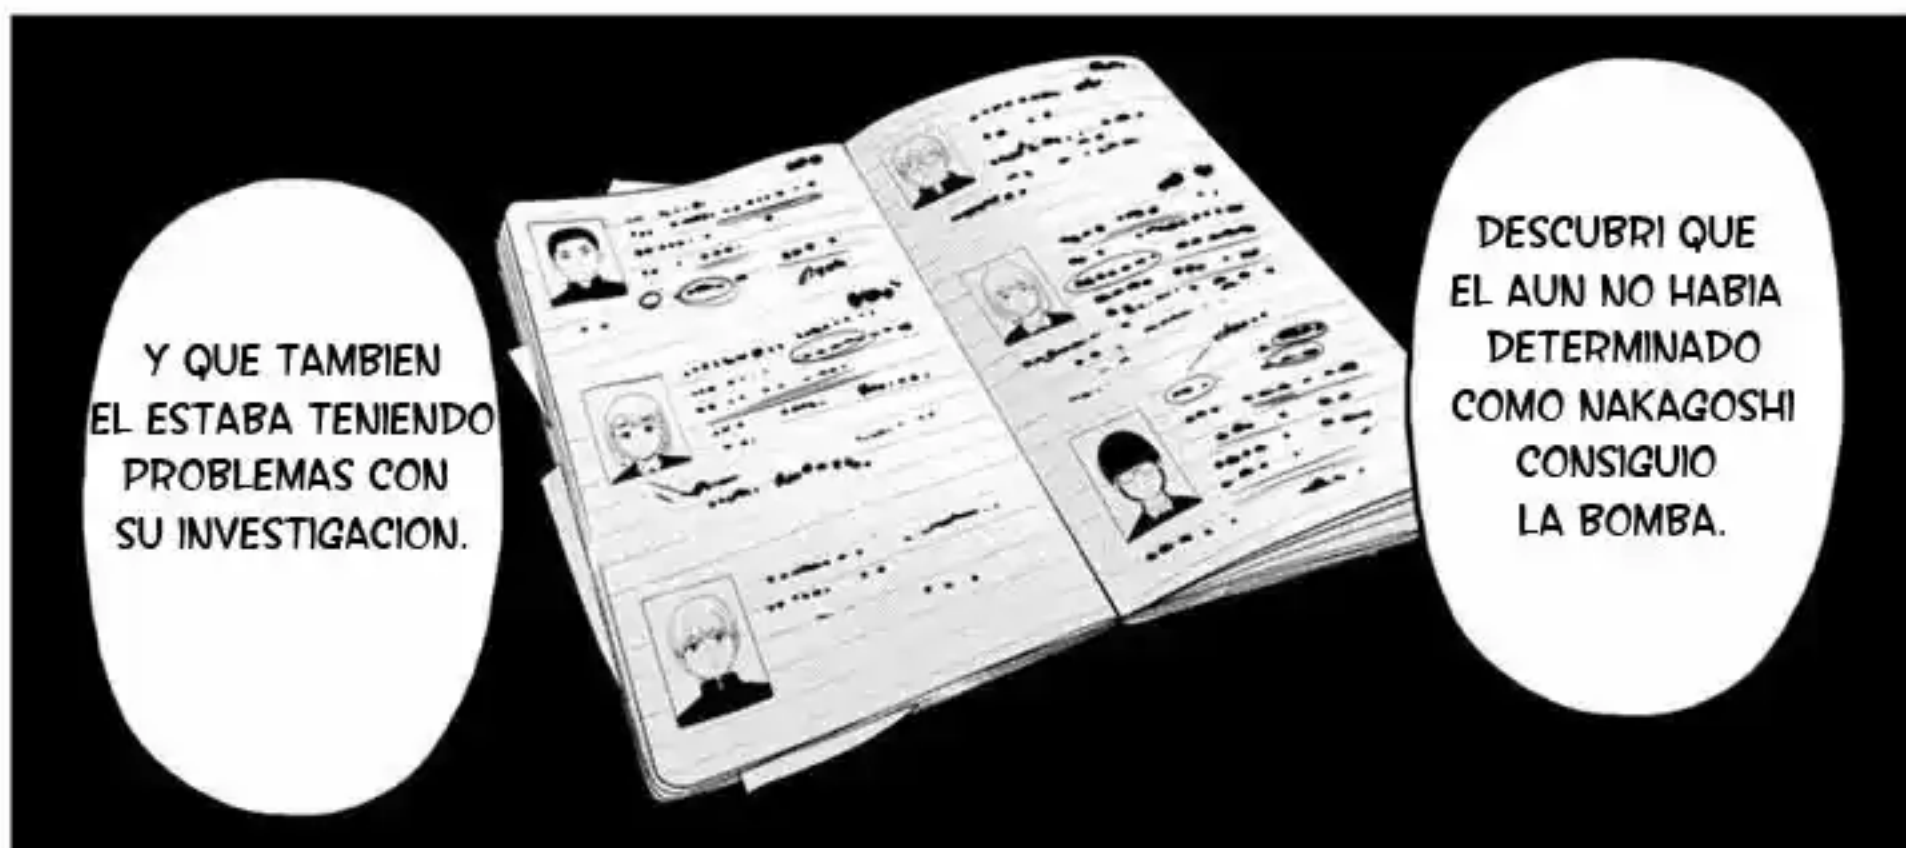 DESCUBRI QUE
EL AUN NO HABIA
DETERMINADO
COMO NAKAGOSHI
CONSIGUIO
LA BOMBA.
Y QUE TAMBIEN
EL ESTABA TENIENDO
PROBLEMAS CON
SU INVESTIGACION.